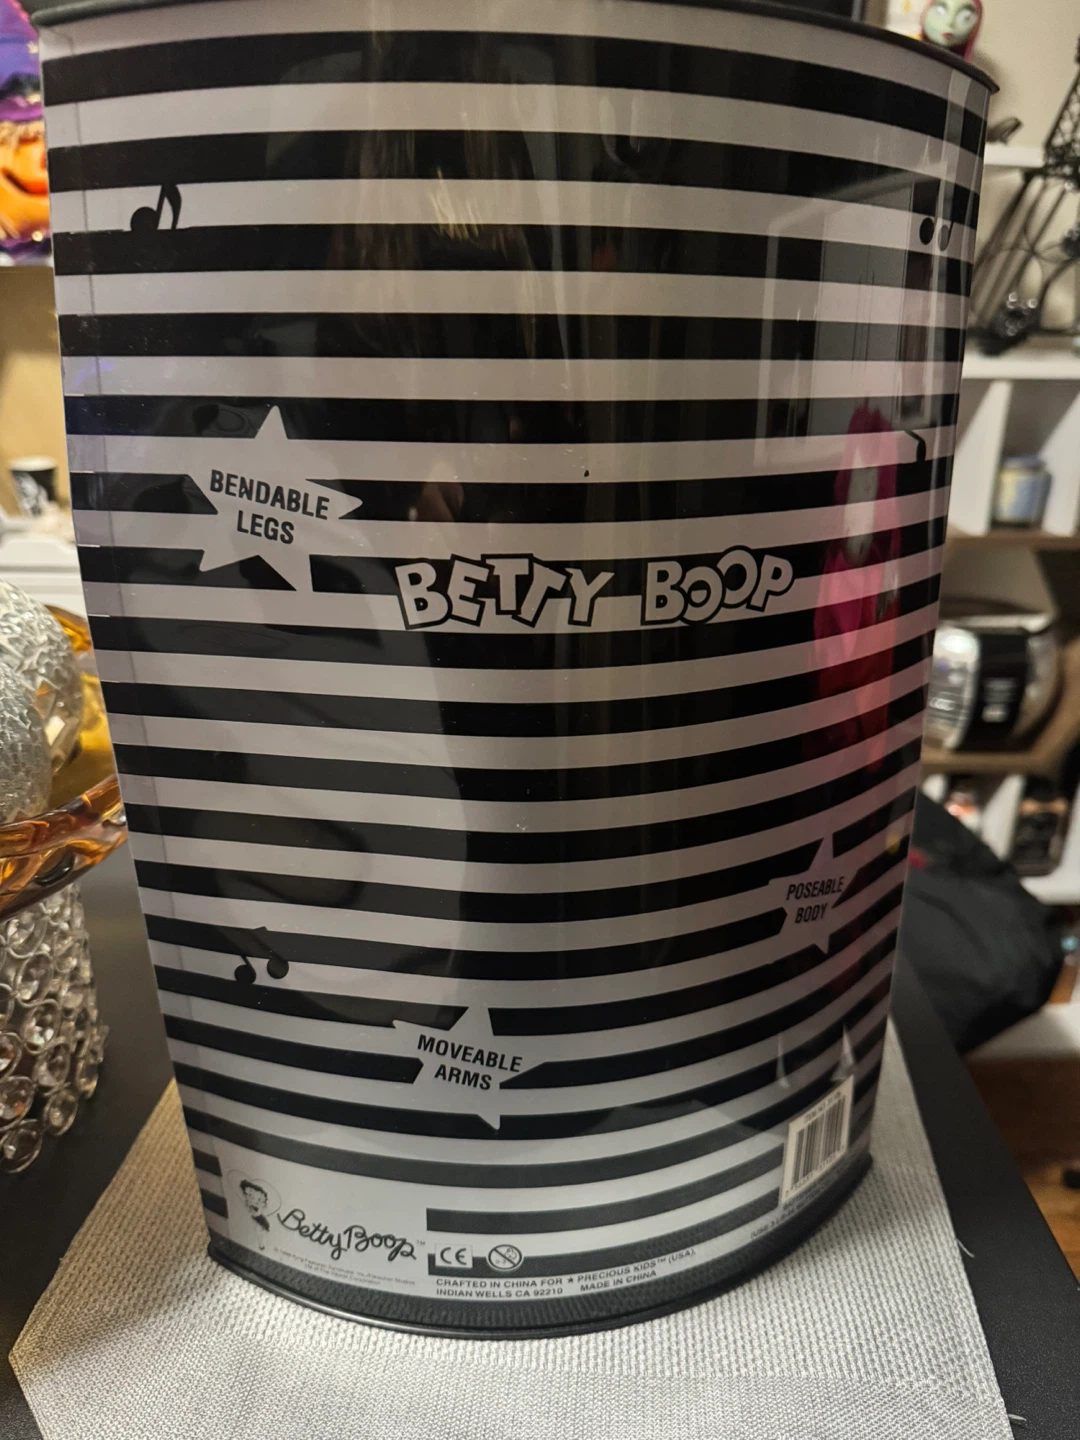 BENDABLE
LEGS
BETTY BOOP
POSEABLE
BODY
MOVEABLE
ARMS
Betty Boop™
CE
CRAFTED IN CHINA FOR ★ PRECIOUS KIDS™ (USA)
INDIAN WELLS CA 92210 MADE IN CHINA